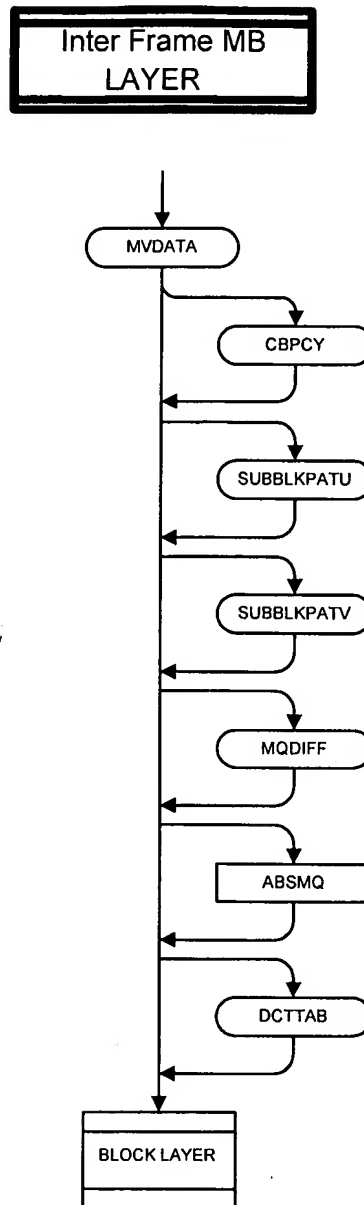 Inter Frame MB
LAYER
MVDATA
CBPCY
SUBBLKPATU
SUBBLKPATV
MQDIFF
ABSMQ
DCTTAB
BLOCK LAYER